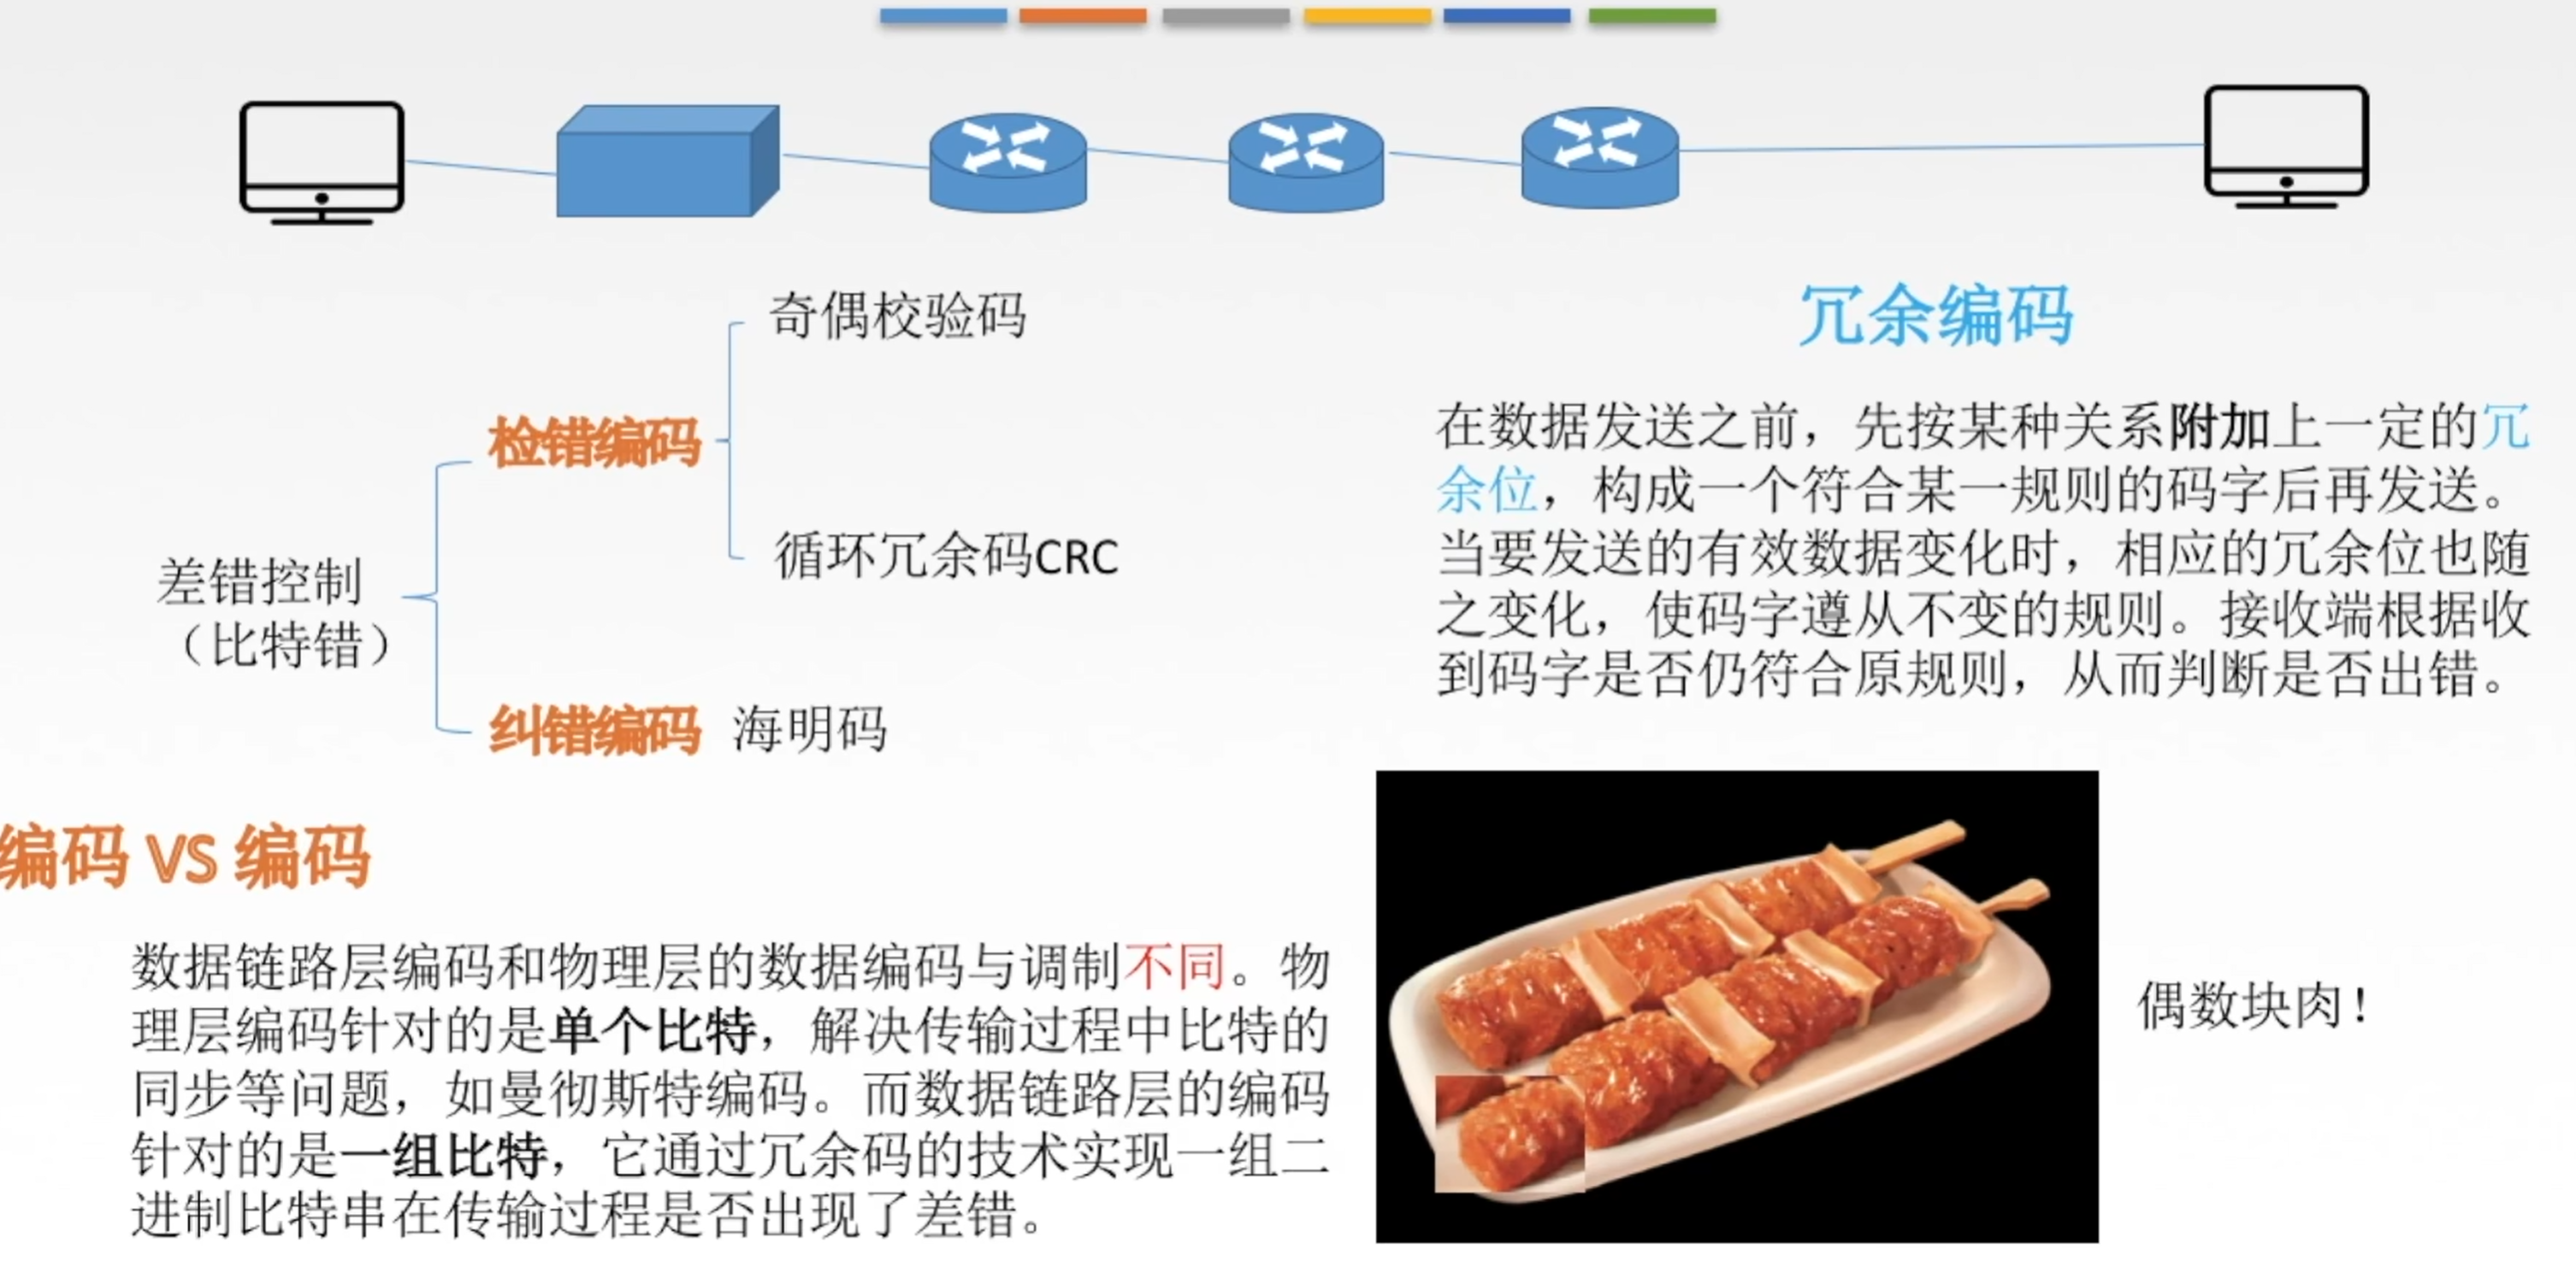 奇偶校验码
检错编码
循环冗余码CRC
差错控制
（比特错）
纠错编码 海明码
冗余编码
在数据发送之前，先按某种关系附加上一定的冗
余位，构成一个符合某一规则的码字后再发送。
当要发送的有效数据变化时，相应的冗余位也随
之变化，使码字遵从不变的规则。接收端根据收
到码字是否仍符合原规则，从而判断是否出错。
编码 VS 编码
数据链路层编码和物理层的数据编码与调制不同。物
理层编码针对的是单个比特，解决传输过程中比特的
同步等问题，如曼彻斯特编码。而数据链路层的编码
针对的是一组比特，它通过冗余码的技术实现一组二
进制比特串在传输过程是否出现了差错。
偶数块肉！